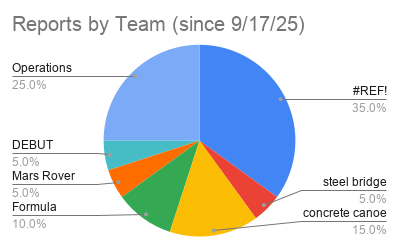 Reports by Team (since 9/17/25)
Operations
25.0%
#REF!
35.0%
DEBUT
5.0%
Mars Rover
5.0%
steel bridge
5.0%
Formula
10.0%
concrete canoe
15.0%